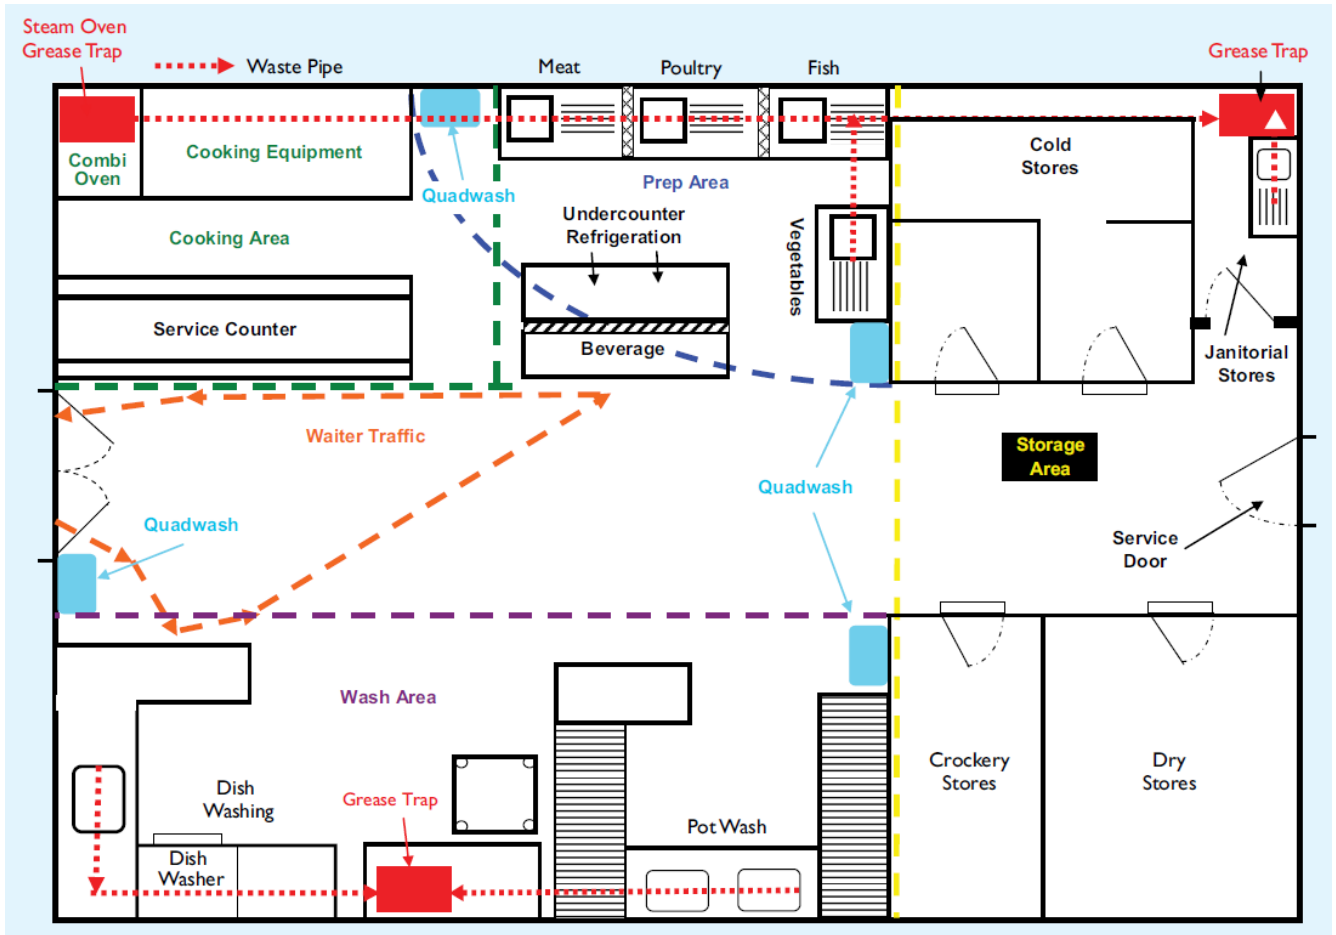 Steam Oven
Grease Trap
Waste Pipe
Meat
Poultry
Fish
Grease Trap
Combi
Oven
Cooking Equipment
Quadwash
Prep Area
Cold
Stores
Cooking Area
Undercounter
Refrigeration
Vegetables
Service Counter
Beverage
Janitorial
Stores
Waiter Traffic
Storage
Area
Quadwash
Quadwash
Service
Door
Wash Area
Crockery
Stores
Dry
Stores
Dish
Washing
Grease Trap
Pot Wash
Dish
Washer